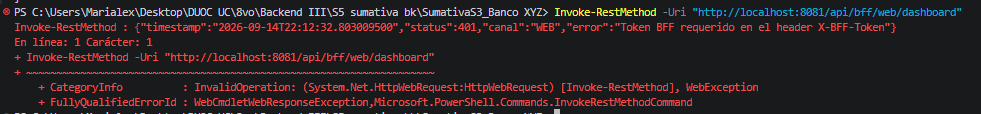 PS C:\Users\Marialex\Desktop\DUOC UC\8vo\Backend III\S5 sumativa bk\SumativaS3_Banco XYZ> Invoke-RestMethod -Uri "http://localhost:8081/api/bff/web/dashboard"
Invoke-RestMethod : {"timestamp":"2026-09-14T22:12:32.803009500","status":401,"canal":"WEB","error":"Token BFF requerido en el header X-BFF-Token"}
En línea: 1 Carácter: 1
+ Invoke-RestMethod -Uri "http://localhost:8081/api/bff/web/dashboard"
+ ~~~~~~~~~~~~~~~~~~~~~~~~~~~~~~~~~~~~~~~~~~~~~~~~~~~~~~~~~~~~~~~~~~~~
+ CategoryInfo : InvalidOperation: (System.Net.HttpWebRequest:HttpWebRequest) [Invoke-RestMethod], WebException
+ FullyQualifiedErrorId : WebCmdletWebResponseException,Microsoft.PowerShell.Commands.InvokeRestMethodCommand